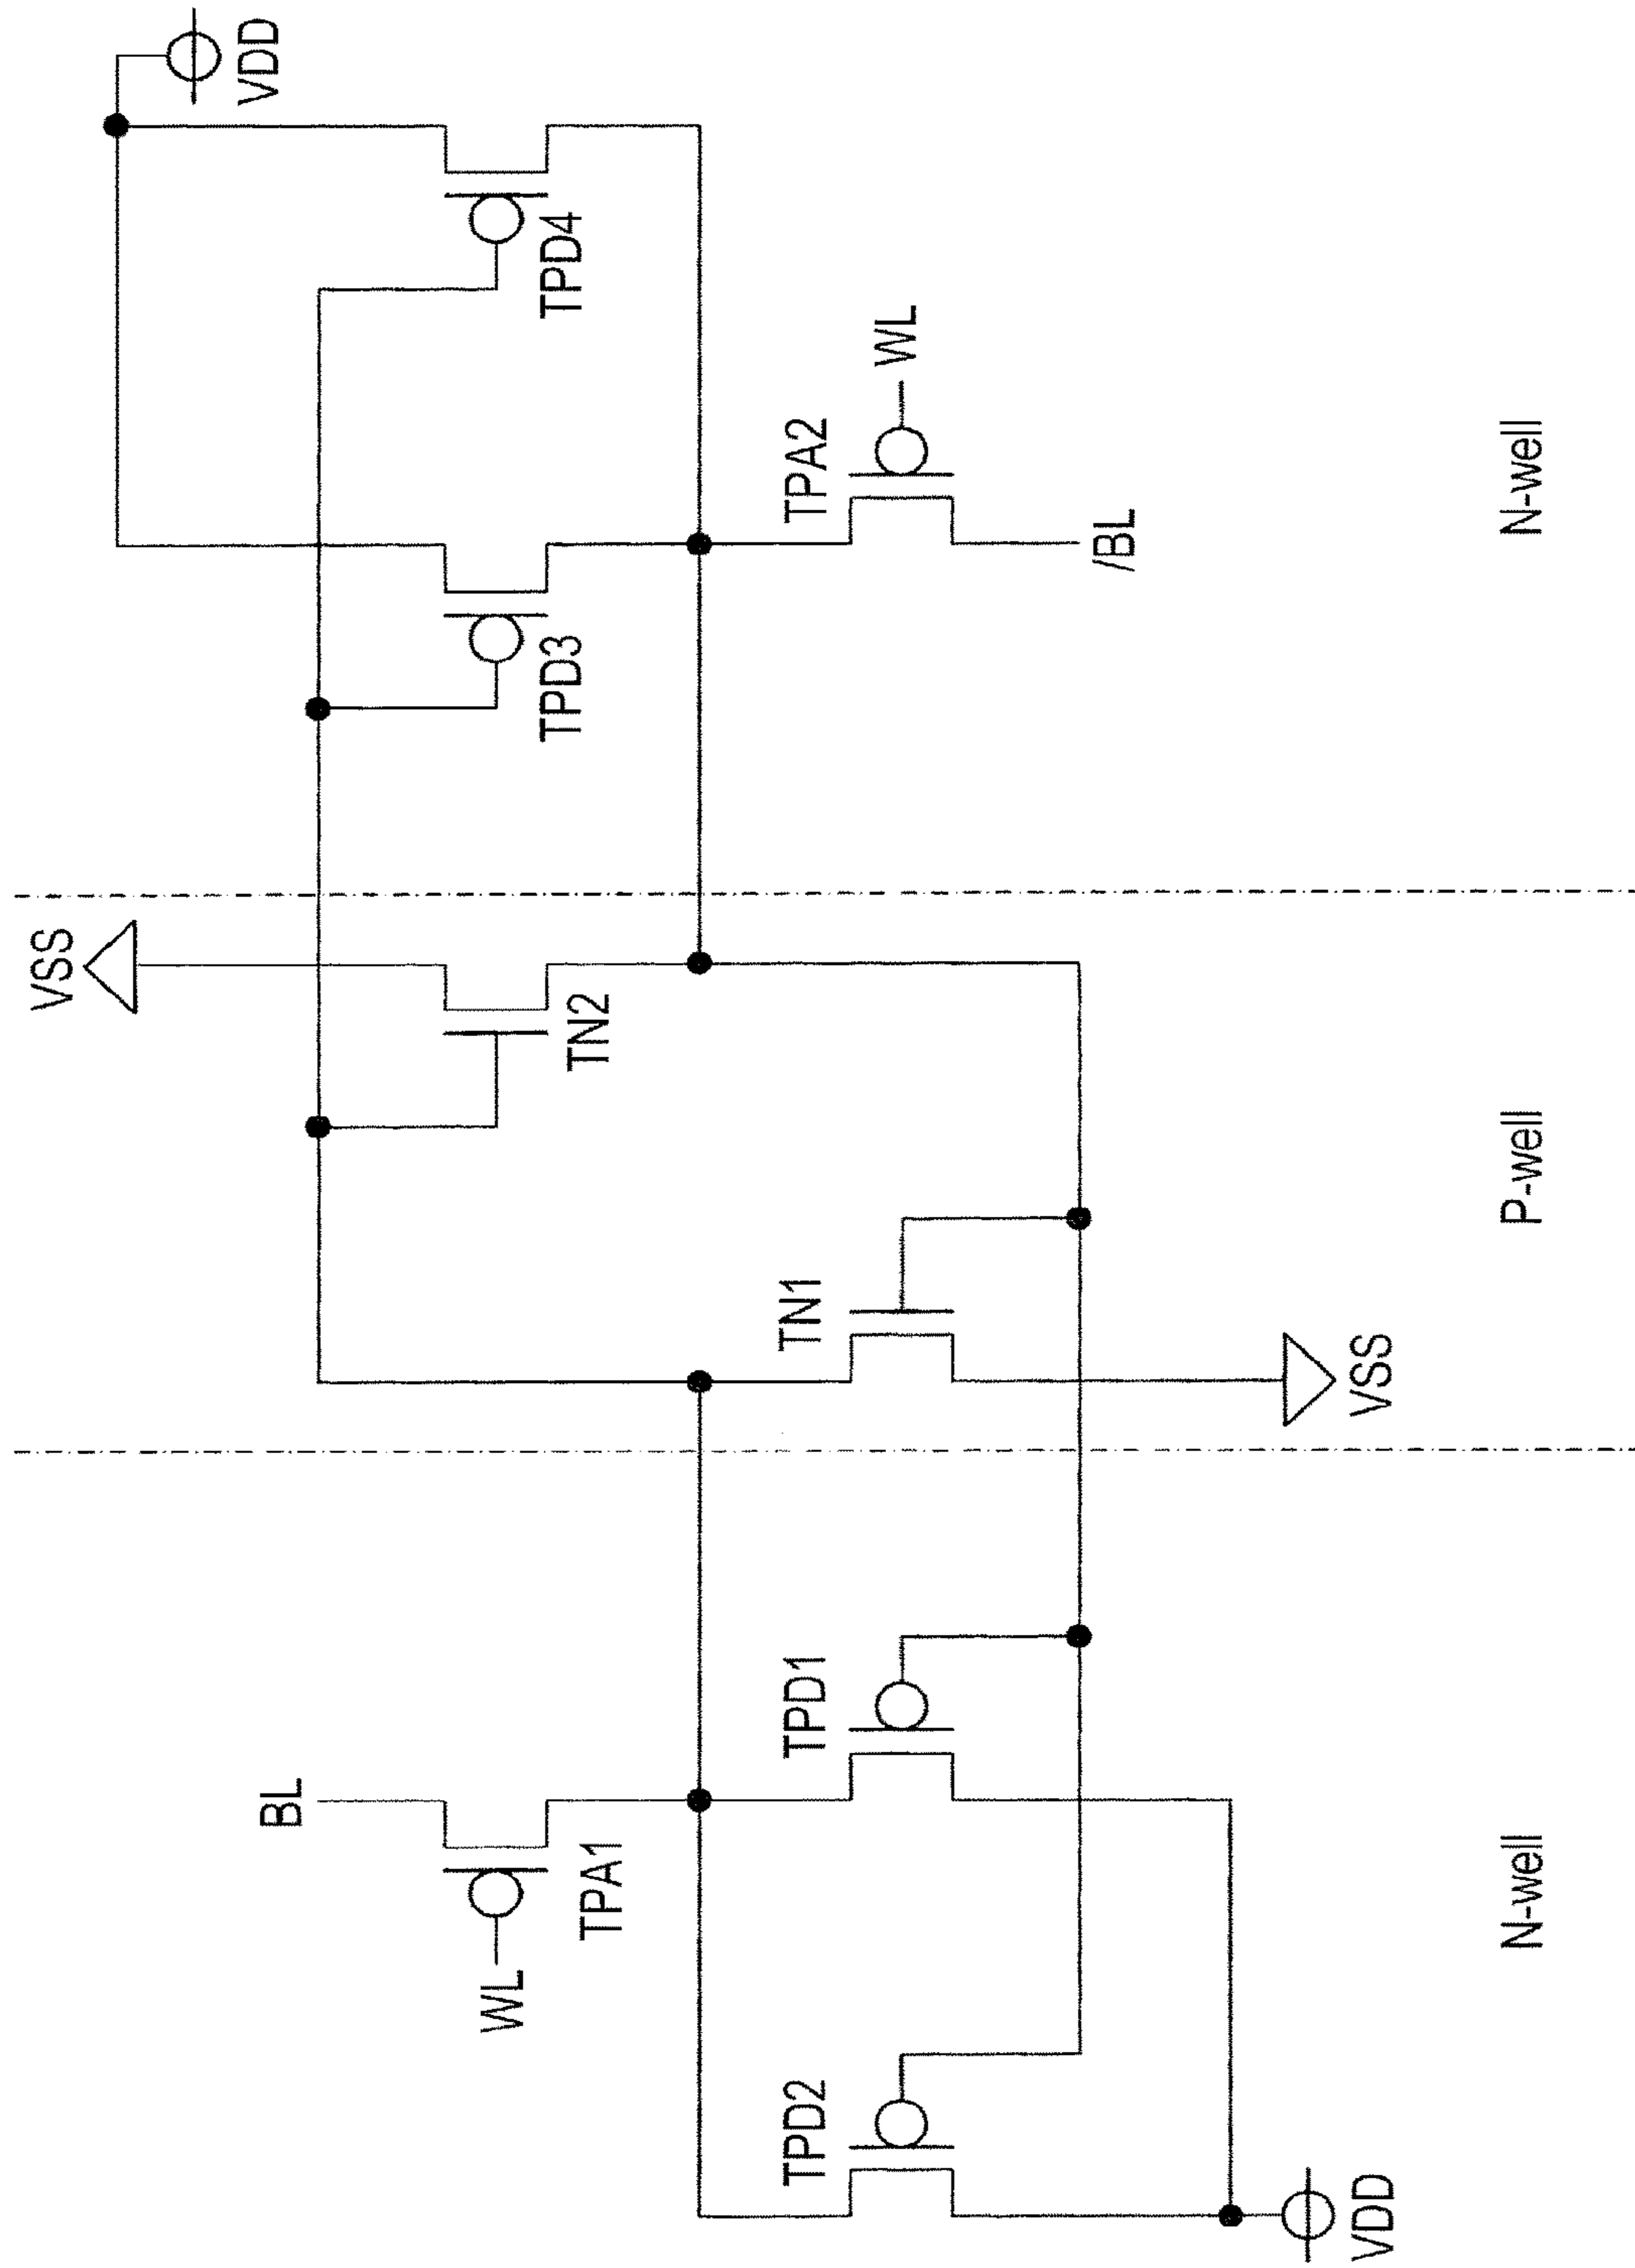 VSS
VDD
BL
WL
TPA1
TN2
TPD3
TPD4
TPD2
TPD1
TN1
TPA2
WL
/BL
VDD
VSS
N-well
P-well
N-well